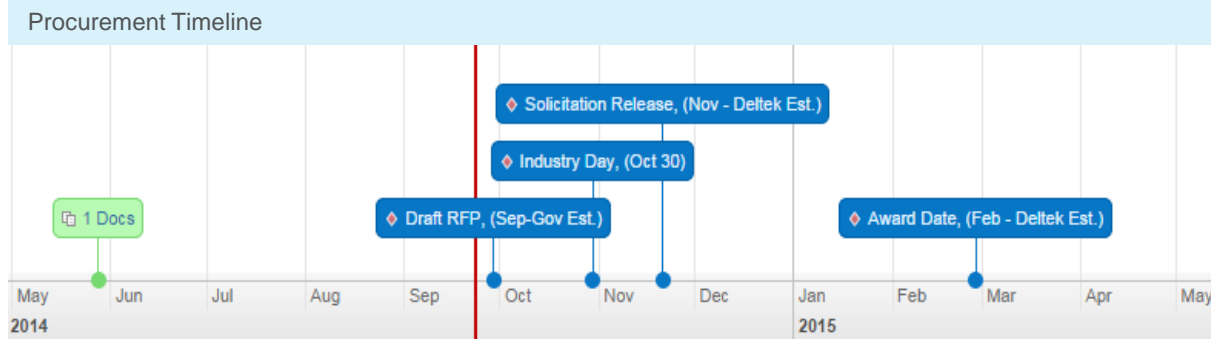 Procurement Timeline
Solicitation Release, (Nov - Deltek Est.)
Industry Day, (Oct 30)
1 Docs
Draft RFP, (Sep-Gov Est.)
Award Date, (Feb - Deltek Est.)
May Jun Jul Aug Sep Oct Nov Dec Jan Feb Mar Apr May
2014 2015